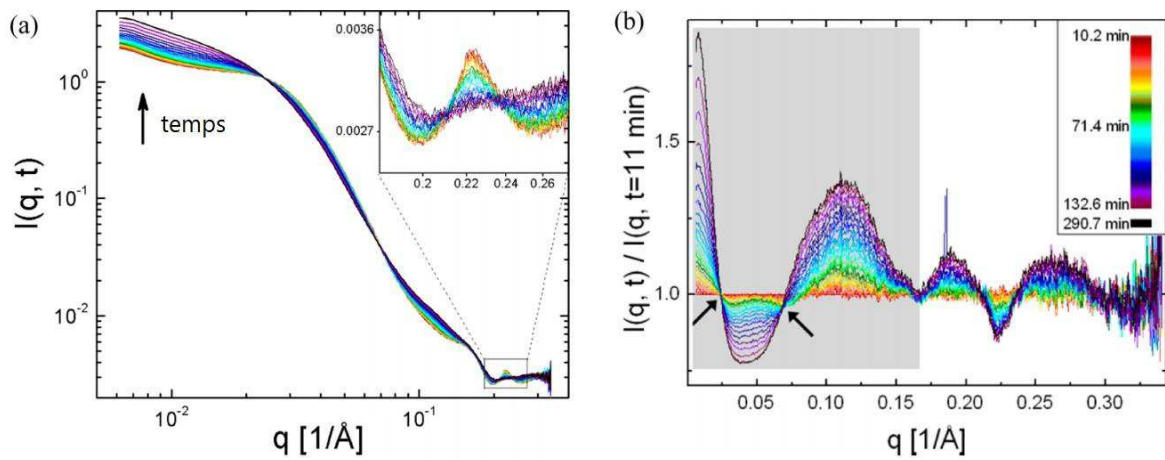 (a)
I(q, t)
10⁰
10⁻¹
10⁻²
temps
0.0036
0.0027
0.2 0.22 0.24 0.26
10⁻² 10⁻¹
q [1/Å]
(b)
I(q, t) / I(q, t=11 min)
1.5
1.0
10.2 min
71.4 min
132.6 min
290.7 min
0.05 0.10 0.15 0.20 0.25 0.30
q [1/Å]